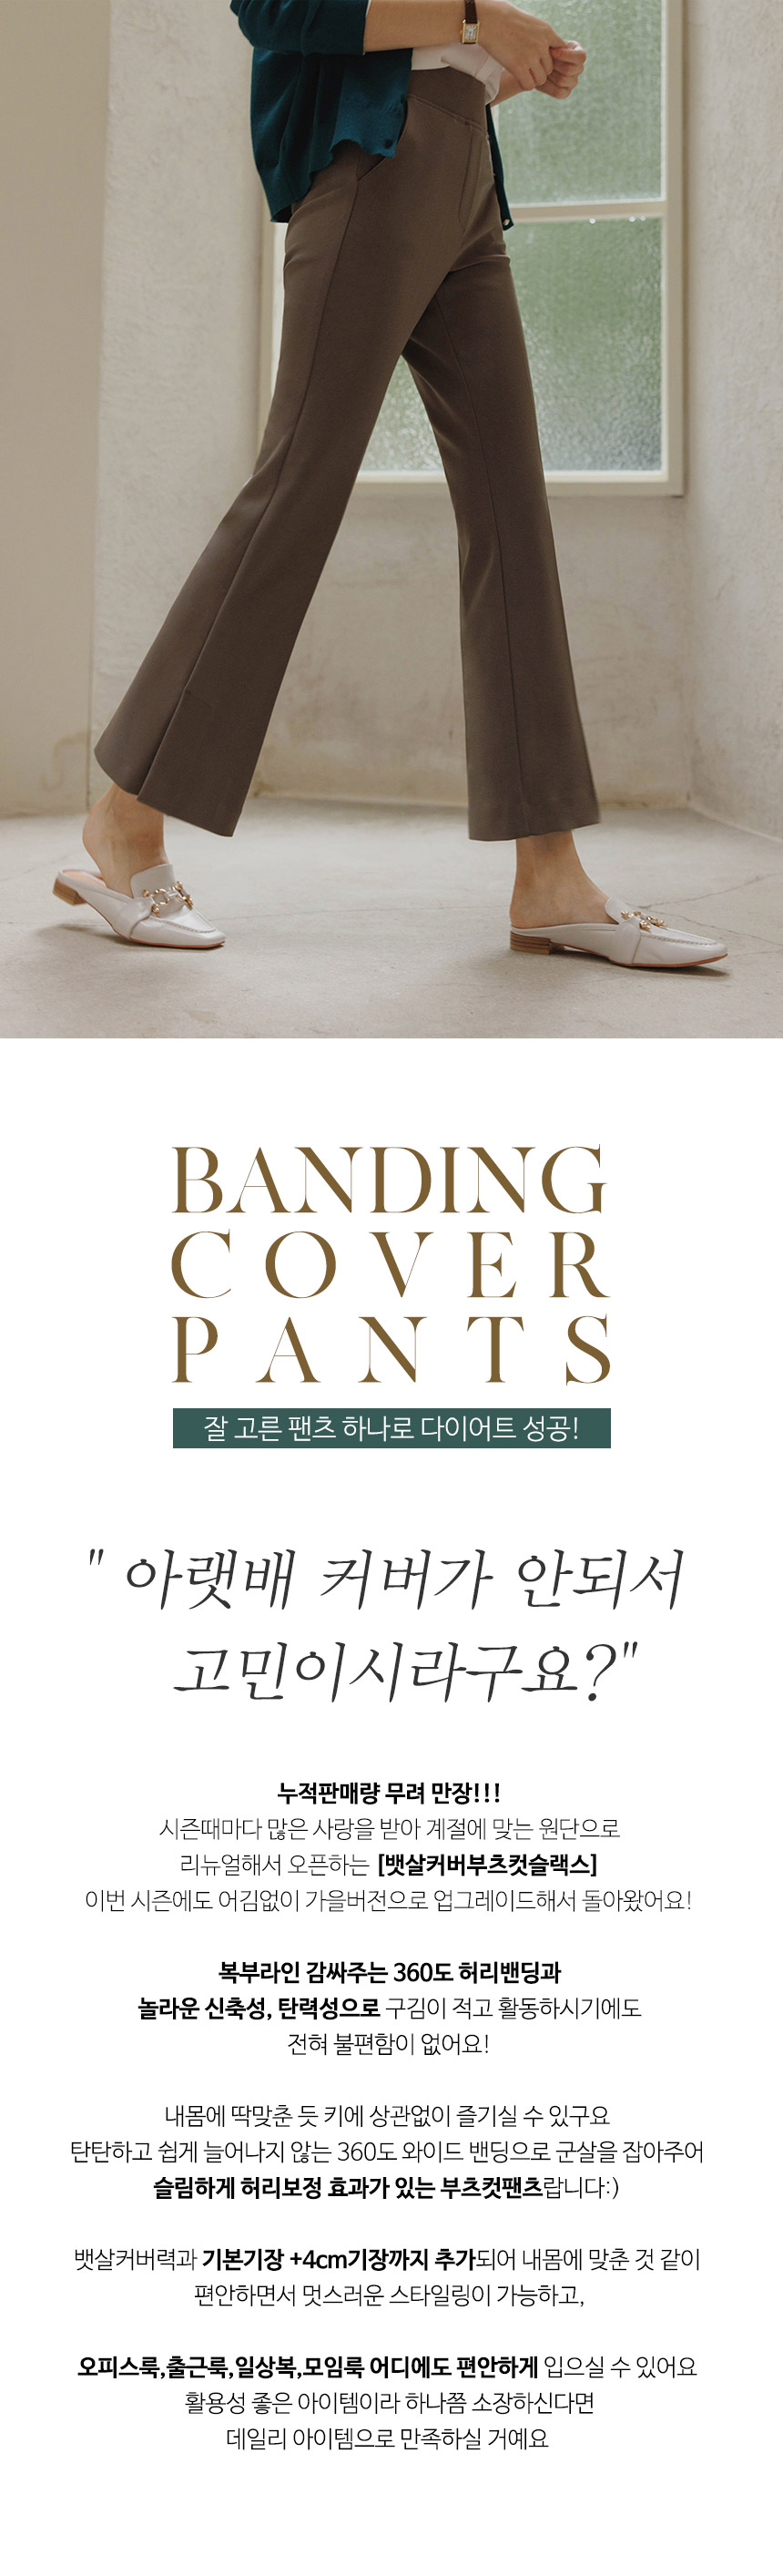 BANDING
COVER
PANTS
잘 고른 팬츠 하나로 다이어트 성공!
" 아랫배 커버가 안되서
고민이시라구요?"
누적판매량 무려 만장!!!
시즌때마다 많은 사랑을 받아 계절에 맞는 원단으로
리뉴얼해서 오픈하는 [뱃살커버부츠컷슬랙스]
이번 시즌에도 어김없이 가을버전으로 업그레이드해서 돌아왔어요!
복부라인 감싸주는 360도 허리밴딩과
놀라운 신축성, 탄력성으로 구김이 적고 활동하시기에도
전혀 불편함이 없어요!
내몸에 딱맞춘 듯 키에 상관없이 즐기실 수 있구요
탄탄하고 쉽게 늘어나지 않는 360도 와이드 밴딩으로 군살을 잡아주어
슬림하게 허리보정 효과가 있는 부츠컷팬츠랍니다:)
뱃살커버력과 기본기장 +4cm기장까지 추가되어 내몸에 맞춘 것 같이
편안하면서 멋스러운 스타일링이 가능하고,
오피스룩,출근룩,일상복,모임룩 어디에도 편안하게 입으실 수 있어요
활용성 좋은 아이템이라 하나쯤 소장하신다면
데일리 아이템으로 만족하실 거예요